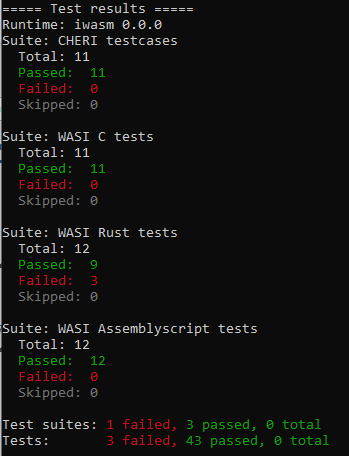 ===== Test results =====
Runtime: iwasm 0.0.0
Suite: CHERI testcases
Total: 11
Passed: 11
Failed: 0
Skipped: 0
Suite: WASI C tests
Total: 11
Passed: 11
Failed: 0
Skipped: 0
Suite: WASI Rust tests
Total: 12
Passed: 9
Failed: 3
Skipped: 0
Suite: WASI Assemblyscript tests
Total: 12
Passed: 12
Failed: 0
Skipped: 0
Test suites: 1 failed, 3 passed, 0 total
Tests: 3 failed, 43 passed, 0 total